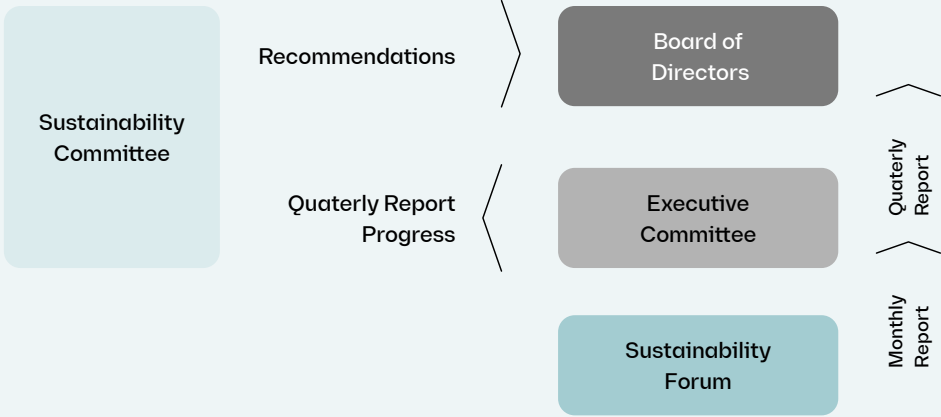 Sustainability
Committee
Recommendations
Quaterly Report
Progress
Board of
Directors
Executive
Committee
Sustainability
Forum
Quaterly
Report
Monthly
Report